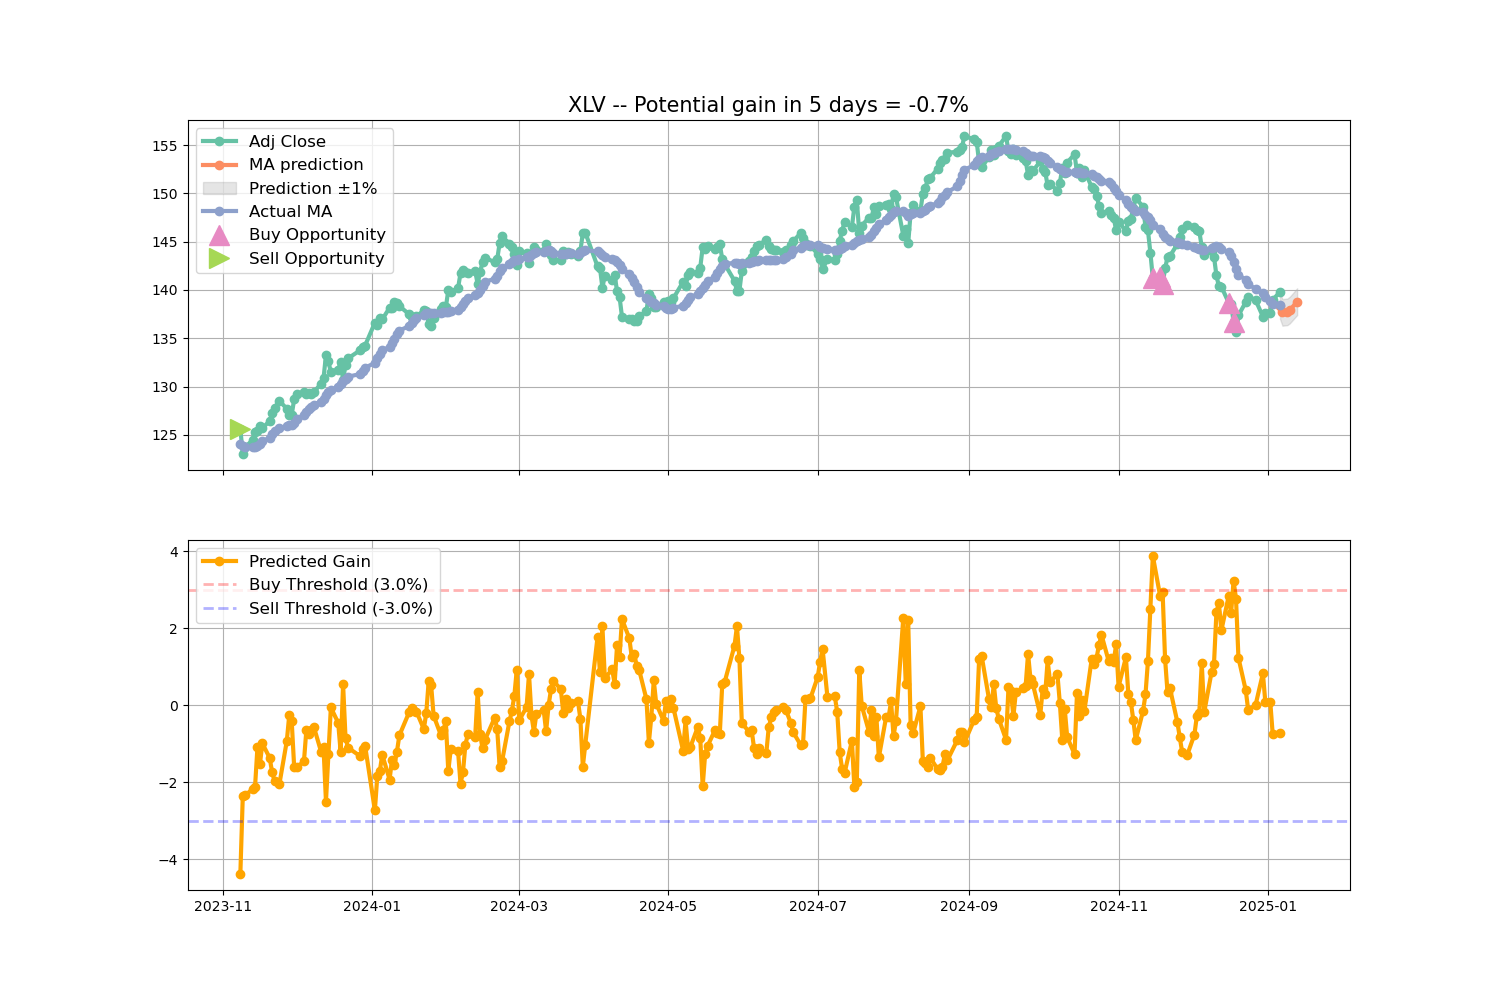 XLV -- Potential gain in 5 days = -0.7%
Adj Close
MA prediction
Prediction ±1%
Actual MA
Buy Opportunity
Sell Opportunity
155
150
145
140
135
130
125
Predicted Gain
Buy Threshold (3.0%)
Sell Threshold (-3.0%)
4
2
0
−2
−4
2023-11
2024-01
2024-03
2024-05
2024-07
2024-09
2024-11
2025-01